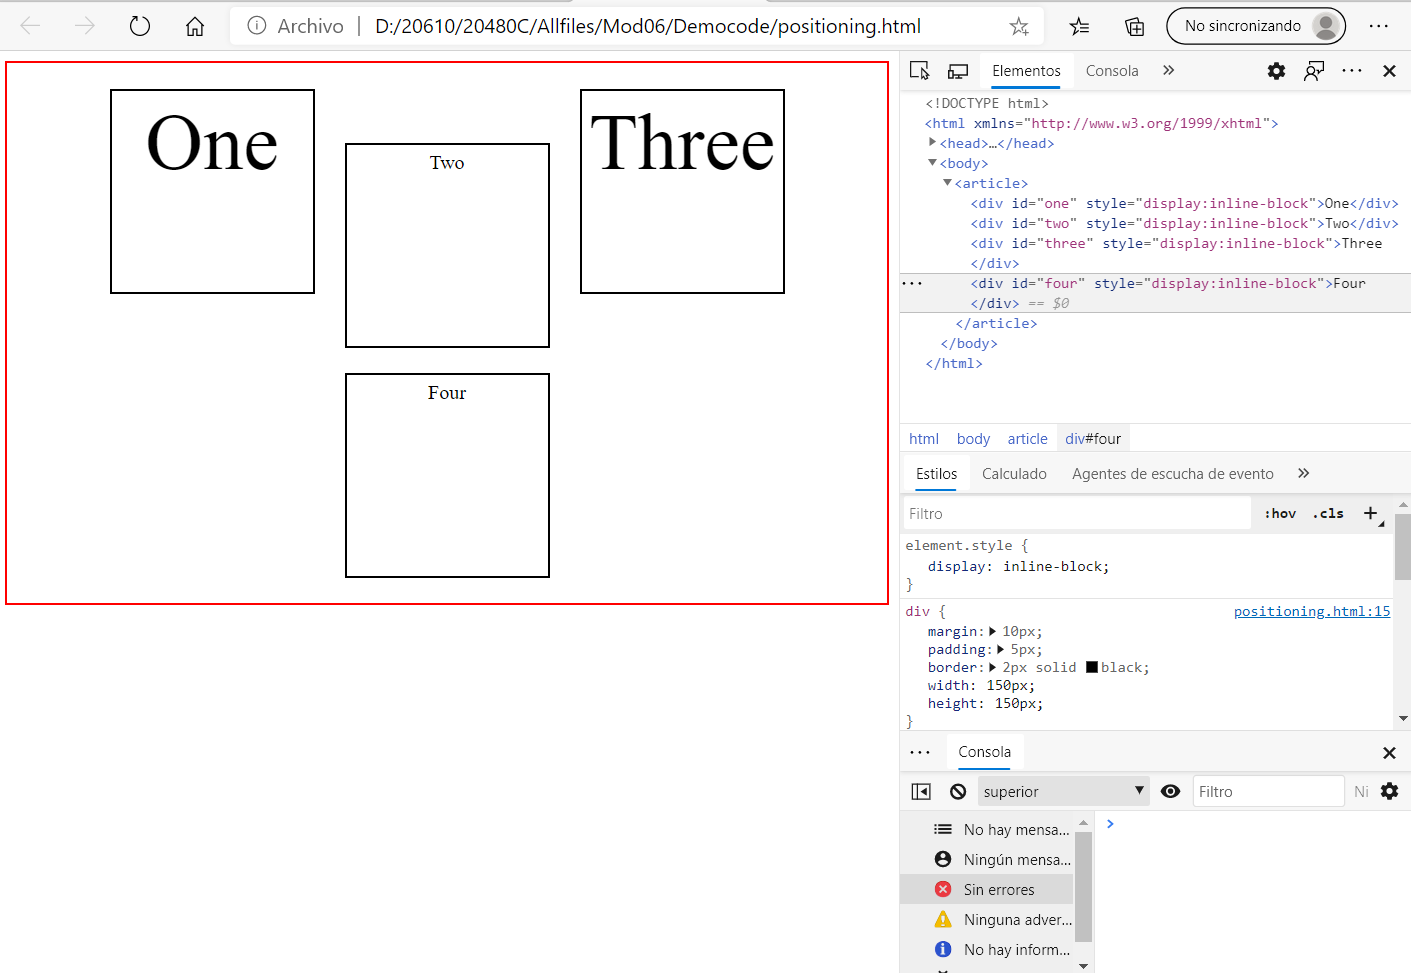 Archivo | D:/20610/20480C/Allfiles/Mod06/Democode/positioning.html
No sincronizando
One
Two
Three
Four
Elementos Consola
<!DOCTYPE html>
<html xmlns="http://www.w3.org/1999/xhtml">
<head>…</head>
<body>
<article>
<div id="one" style="display:inline-block">One</div>
<div id="two" style="display:inline-block">Two</div>
<div id="three" style="display:inline-block">Three
</div>
<div id="four" style="display:inline-block">Four
</div> == $0
</article>
</body>
</html>
html body article div#four
Estilos Calculado Agentes de escucha de evento
Filtro :hov .cls +
element.style {
display: inline-block;
}
div { positioning.html:15
margin: 10px;
padding: 5px;
border: 2px solid black;
width: 150px;
height: 150px;
}
Consola
superior Filtro Ni
No hay mensa...
Ningún mensa...
Sin errores
Ninguna adver...
No hay inform...